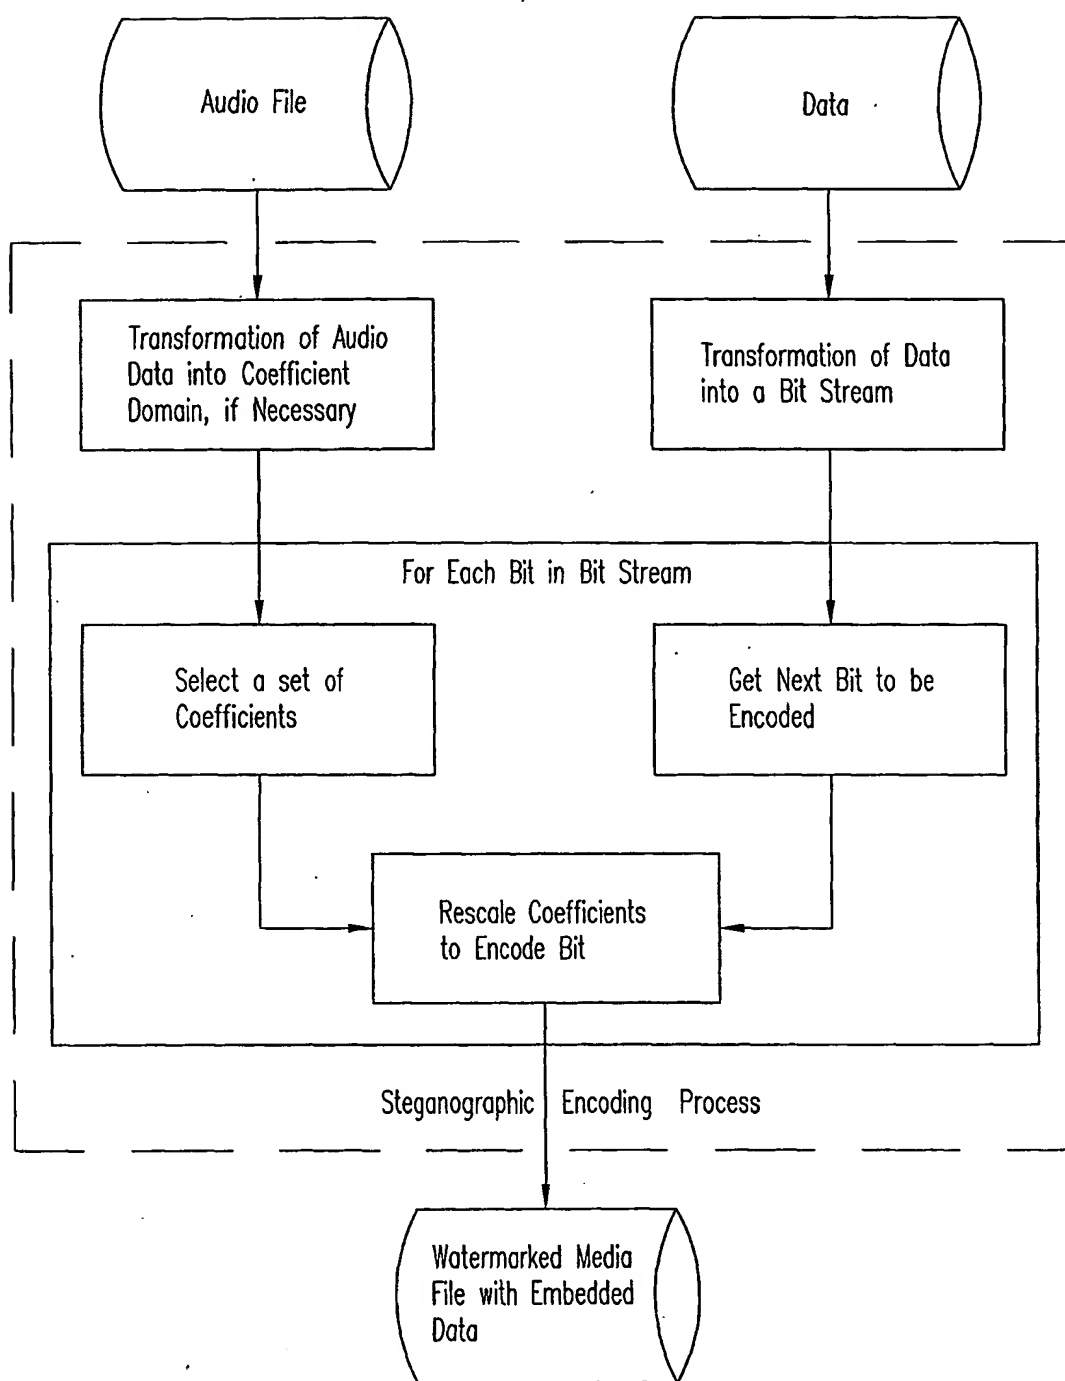 Audio File
Data
Transformation of Audio
Data into Coefficient
Domain, if Necessary
Transformation of Data
into a Bit Stream
For Each Bit in Bit Stream
Select a set of
Coefficients
Get Next Bit to be
Encoded
Rescale Coefficients
to Encode Bit
Steganographic Encoding Process
Watermarked Media
File with Embedded
Data